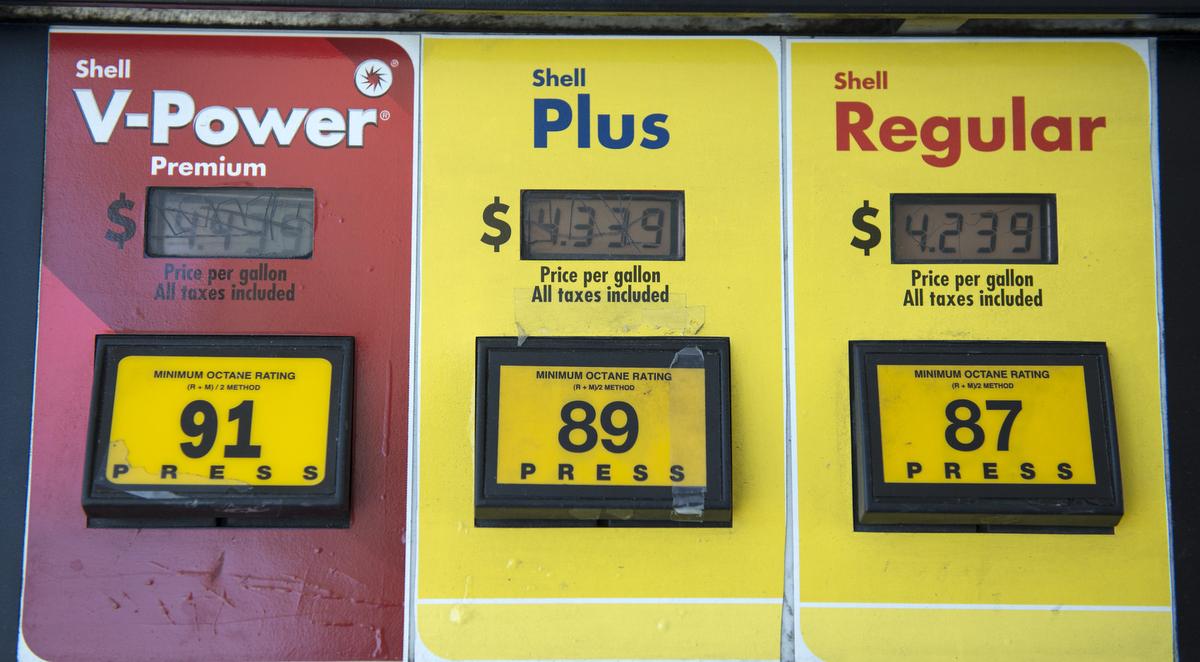 Shell
V-Power®
Premium
$
Price per gallon
All taxes included
MINIMUM OCTANE RATING
(R + M) / 2 METHOD
91
PRESS
Shell
Plus
$ 4.339
Price per gallon
All taxes included
MINIMUM OCTANE RATING
(R + M)/2 METHOD
89
PRESS
Shell
Regular
$ 4.239
Price per gallon
All taxes included
MINIMUM OCTANE RATING
(R + M)/2 METHOD
87
PRESS